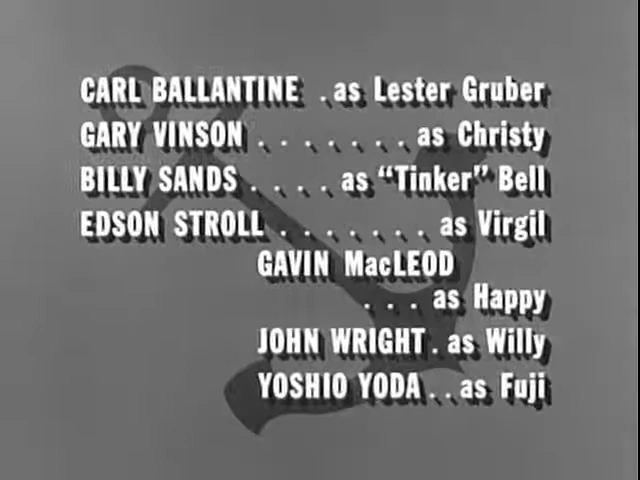 CARL BALLANTINE . as Lester Gruber
GARY VINSON . . . . . . . as Christy
BILLY SANDS . . . . as “Tinker” Bell
EDSON STROLL . . . . . . . as Virgil
GAVIN MacLEOD
. . . as Happy
JOHN WRIGHT . as Willy
YOSHIO YODA . . as Fuji